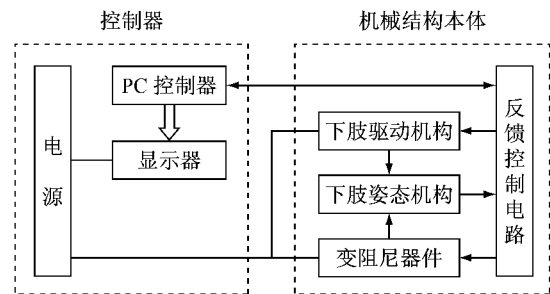 控制器
机械结构本体
电源
PC 控制器
显示器
下肢驱动机构
下肢姿态机构
变阻尼器件
反馈控制电路